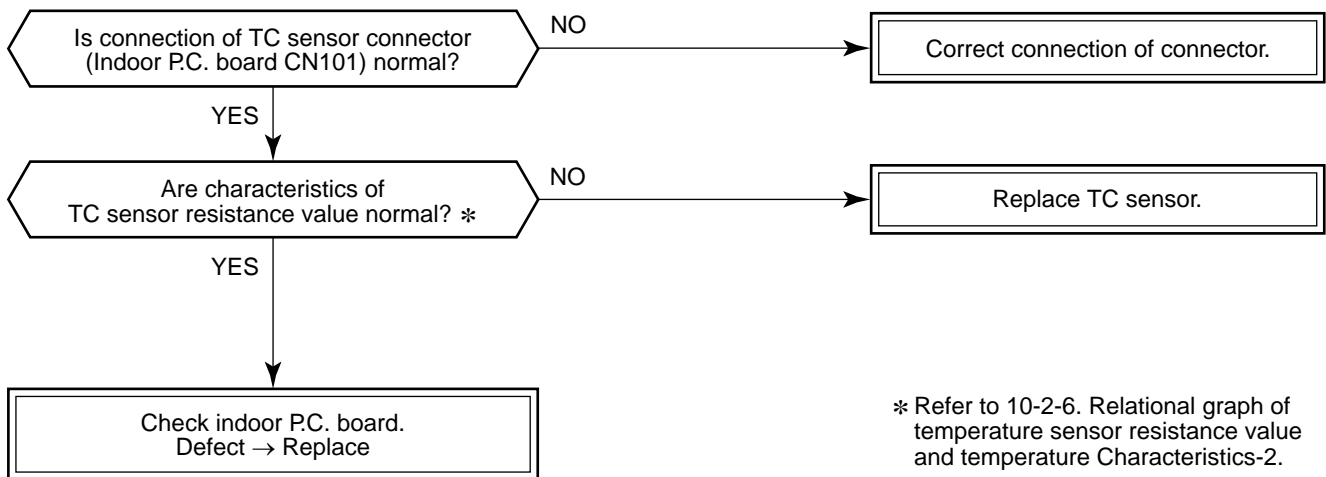 Is connection of TC sensor connector
(Indoor P.C. board CN101) normal?
NO
Correct connection of connector.
YES
Are characteristics of
TC sensor resistance value normal? *
NO
Replace TC sensor.
YES
Check indoor P.C. board.
Defect → Replace
* Refer to 10-2-6. Relational graph of
temperature sensor resistance value
and temperature Characteristics-2.